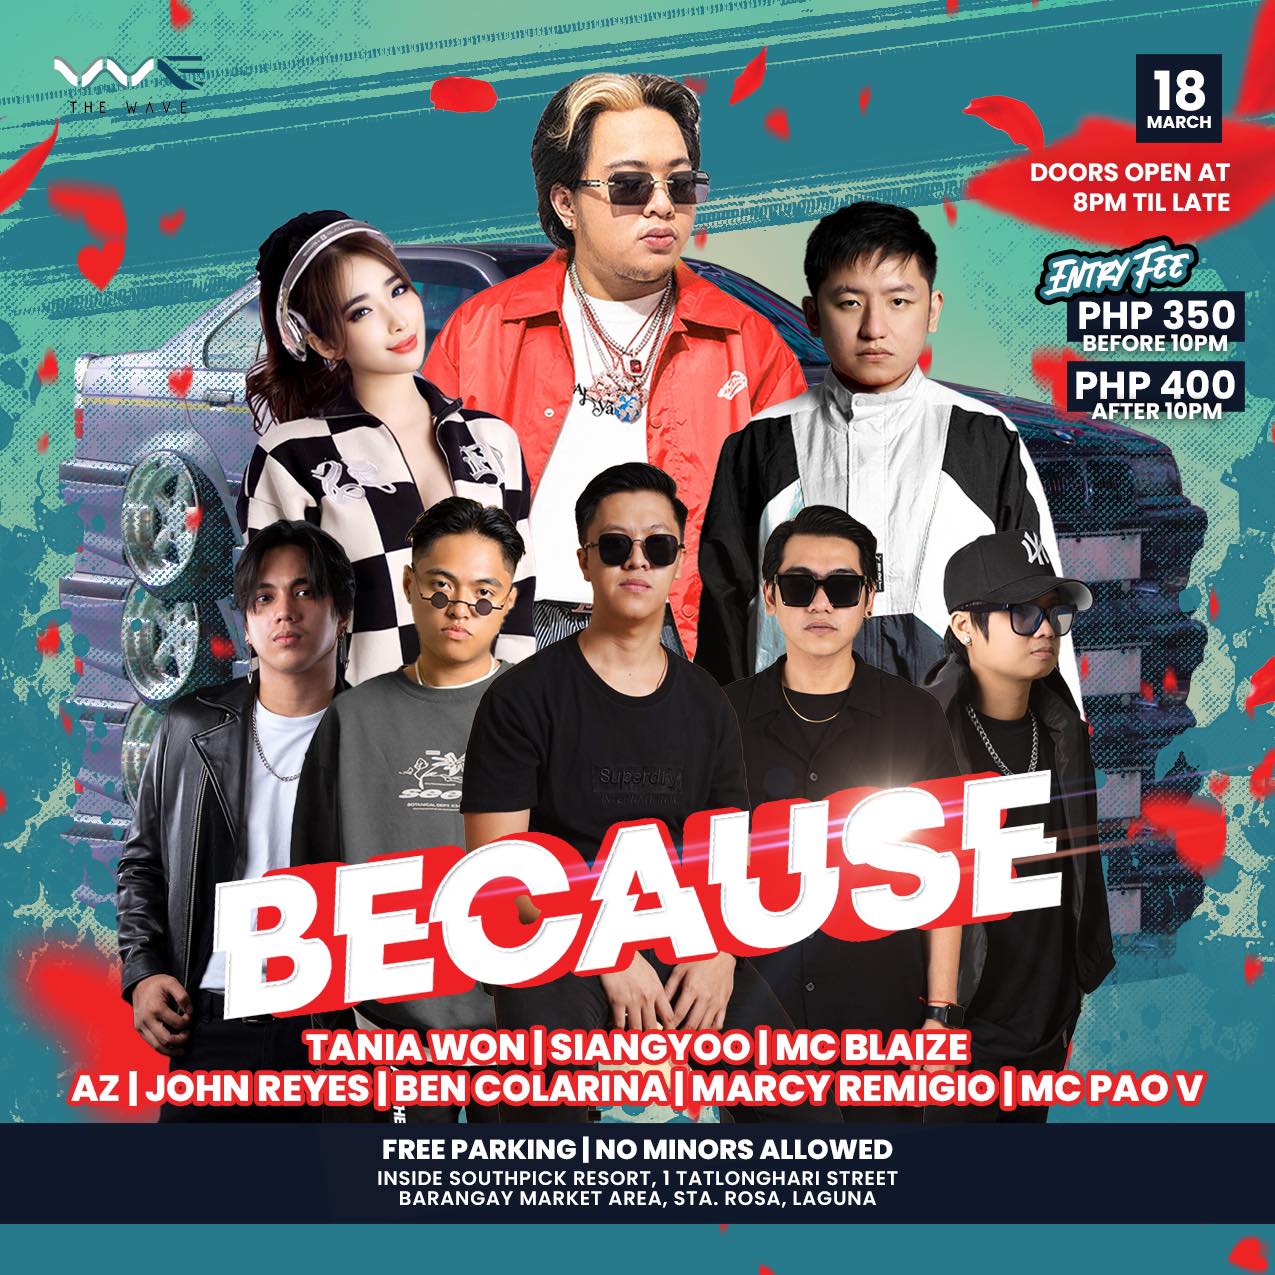 THE WAVE
18
MARCH
DOORS OPEN AT
8PM TIL LATE
ENTRY FEE
PHP 350
BEFORE 10PM
PHP 400
AFTER 10PM
Superdry
BECAUSE
TANIA WON | SIANGYOO | MC BLAIZE
AZ | JOHN REYES | BEN COLARINA | MARCY REMIGIO | MC PAO V
FREE PARKING | NO MINORS ALLOWED
INSIDE SOUTHPICK RESORT, 1 TATLONGHARI STREET
BARANGAY MARKET AREA, STA. ROSA, LAGUNA